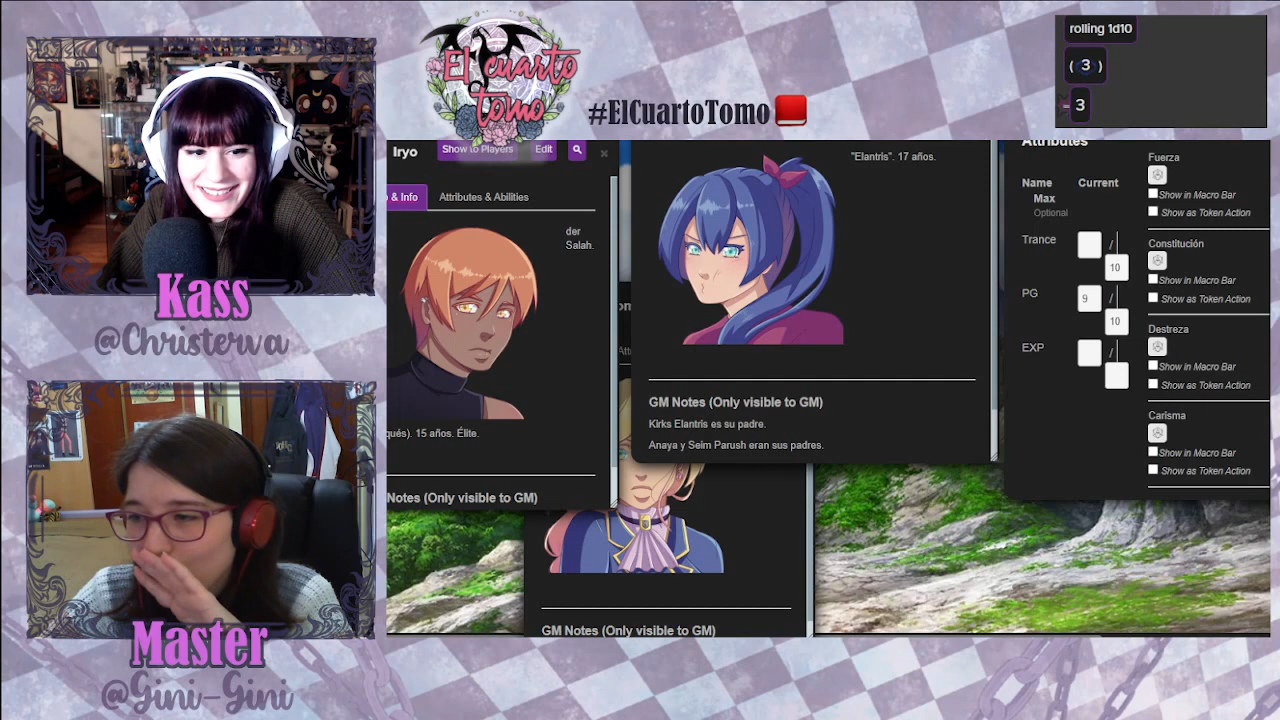 El cuarto
tomo
#ElCuartoTomo
rolling 1d10
( 3 )
= 3
Kass
@Christerva
Master
@Gini-Gini
Iryo
Show to Players
Edit
& Info
Attributes & Abilities
der
Salah.
qués). 15 años. Élite.
Notes (Only visible to GM)
"Elantris". 17 años.
GM Notes (Only visible to GM)
Kirks Elantris es su padre.
Anaya y Seim Parush eran sus padres.
GM Notes (Only visible to GM)
Attributes
Name Current
Max
Optional
Trance / 10
PG 9 / 10
EXP /
Fuerza
Show in Macro Bar
Show as Token Action
Constitución
Show in Macro Bar
Show as Token Action
Destreza
Show in Macro Bar
Show as Token Action
Carisma
Show in Macro Bar
Show as Token Action